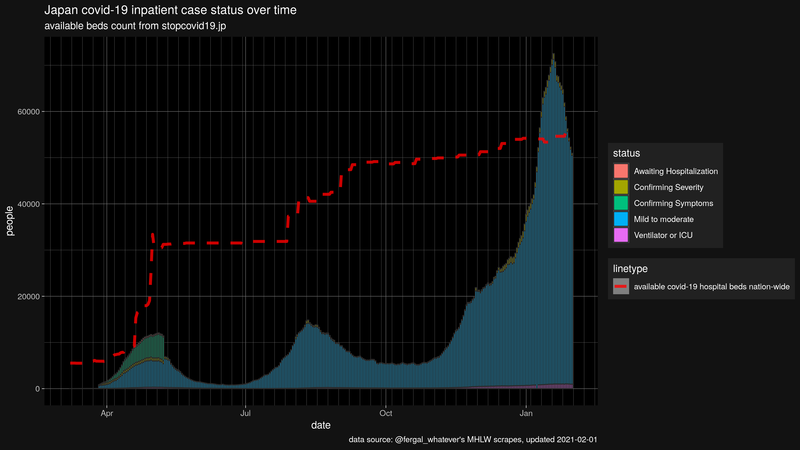 Japan covid-19 inpatient case status over time
available beds count from stopcovid19.jp
people
60000
40000
20000
0
Apr
Jul
Oct
Jan
date
status
Awaiting Hospitalization
Confirming Severity
Confirming Symptoms
Mild to moderate
Ventilator or ICU
linetype
available covid-19 hospital beds nation-wide
data source: @fergal_whatever's MHLW scrapes, updated 2021-02-01